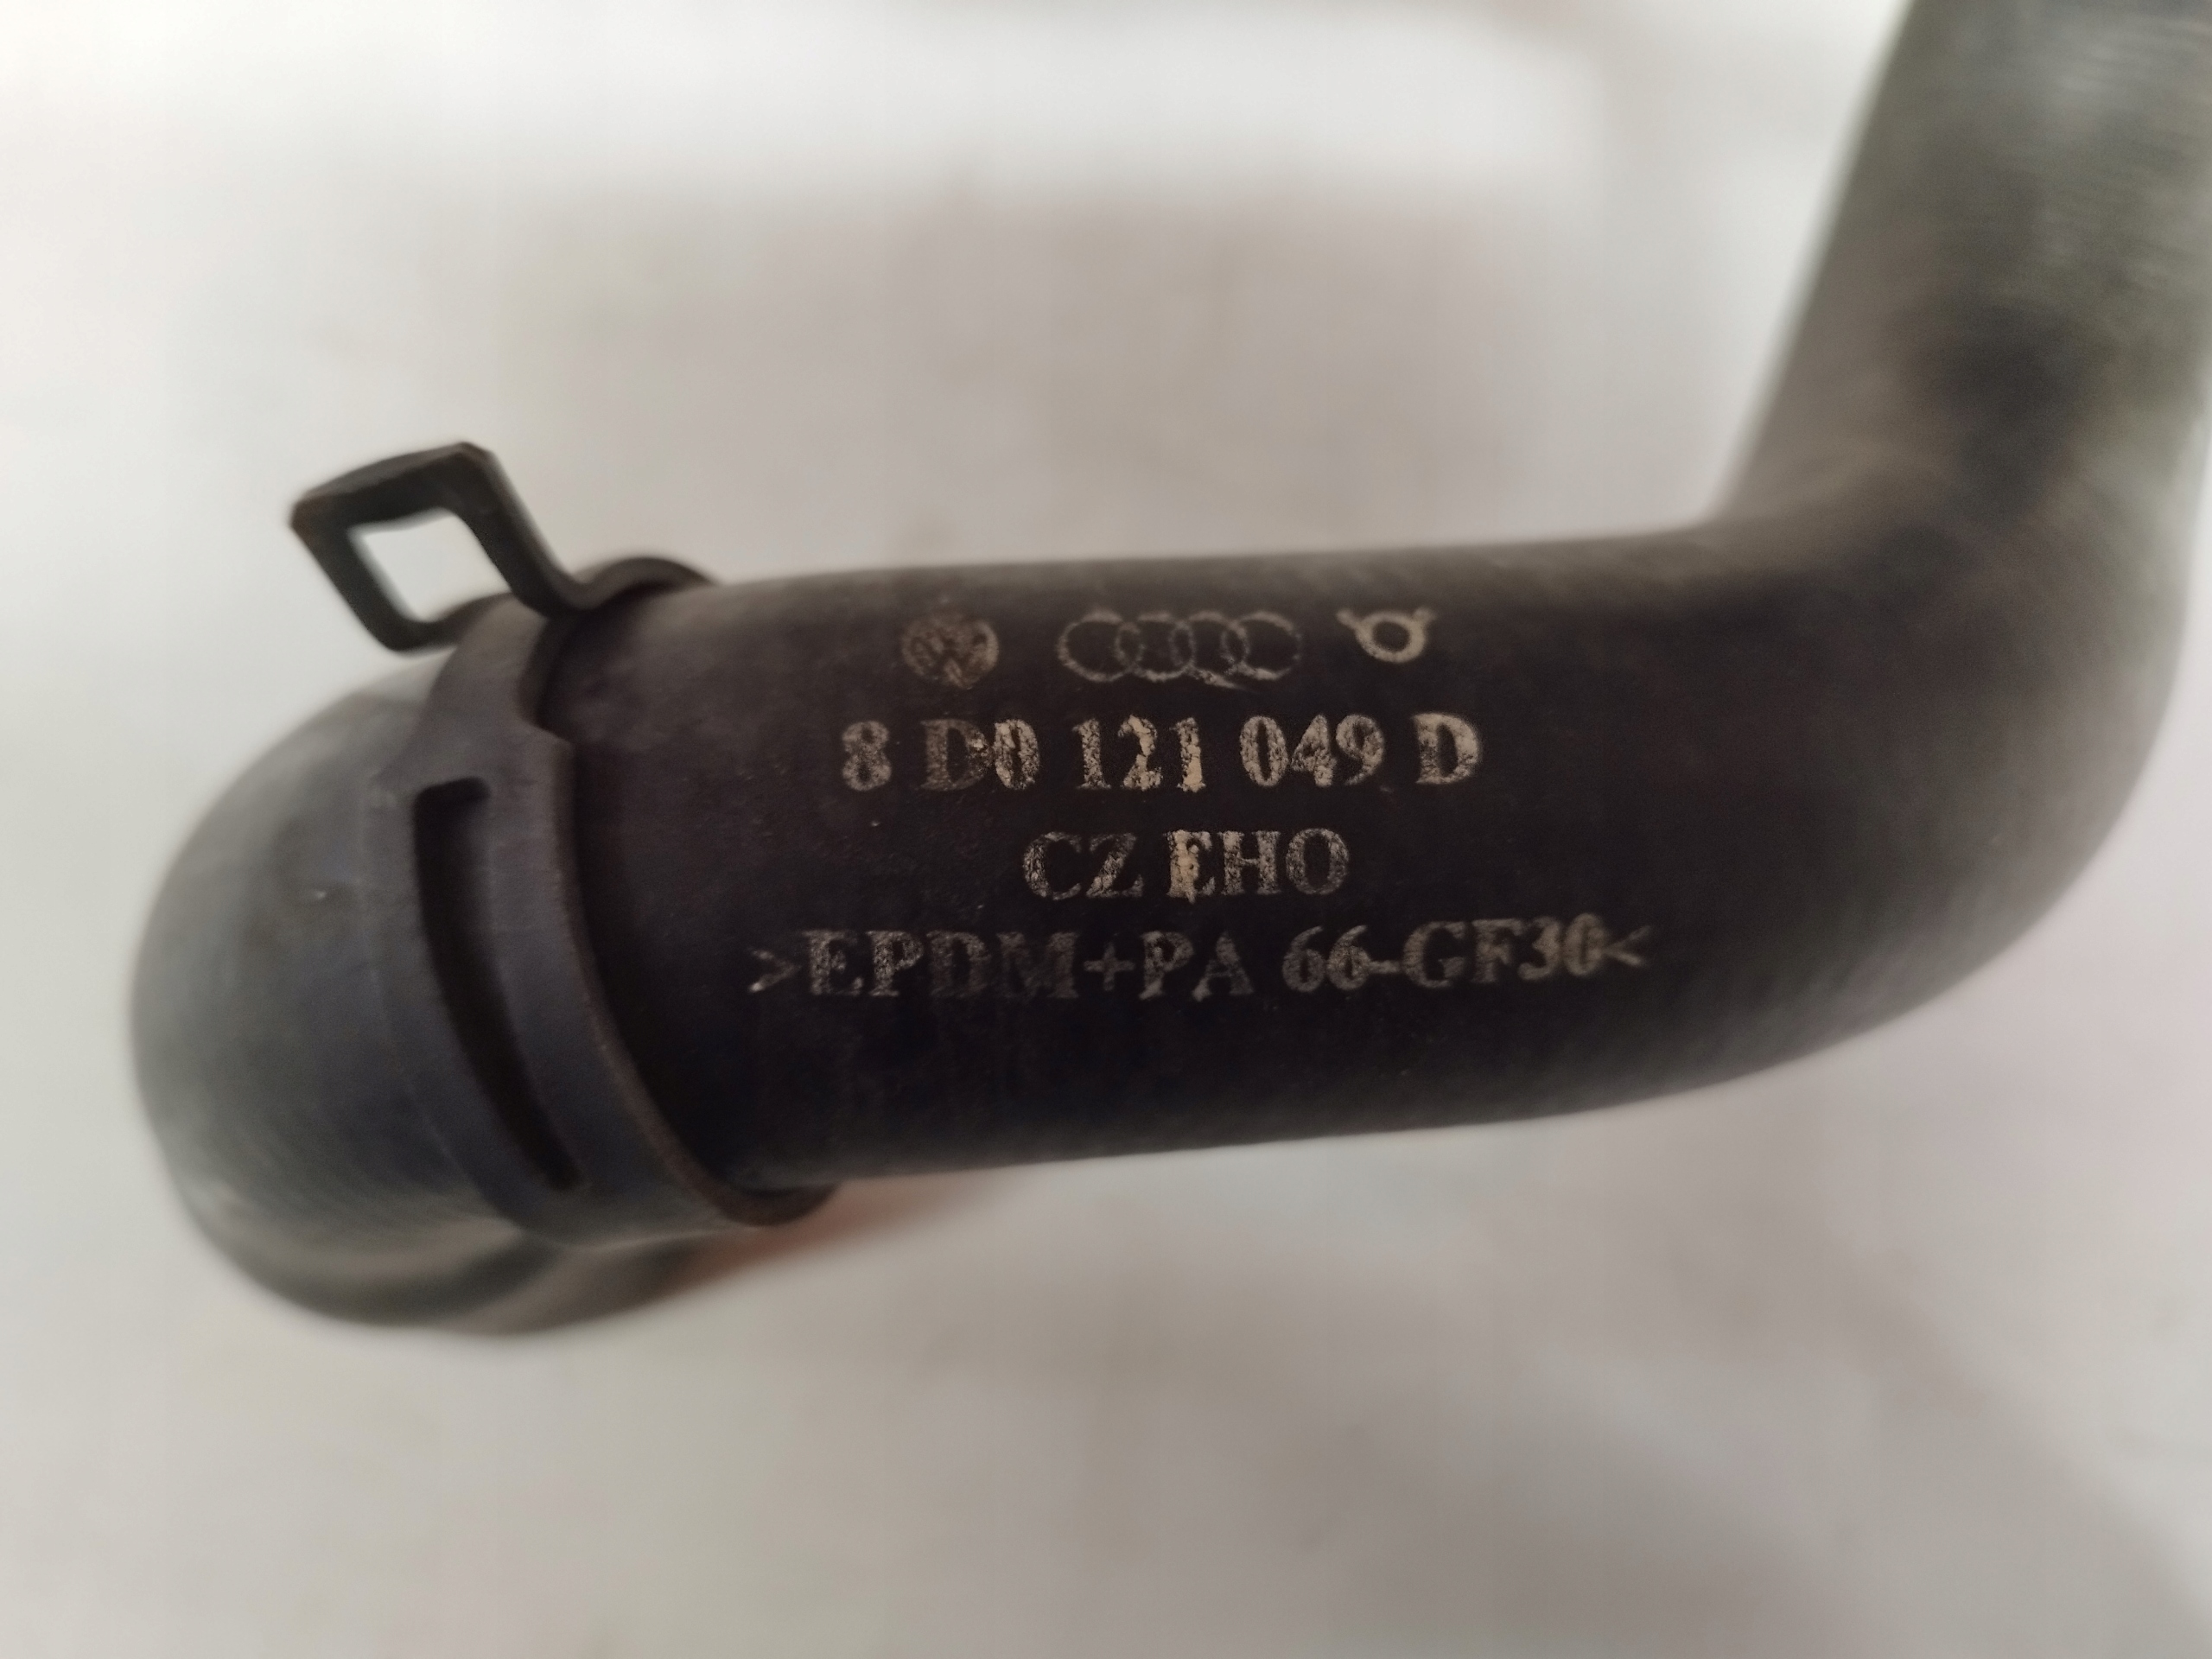 8 D0 121 049 D
CZ EHO
>EPDM+PA 66-GF30<